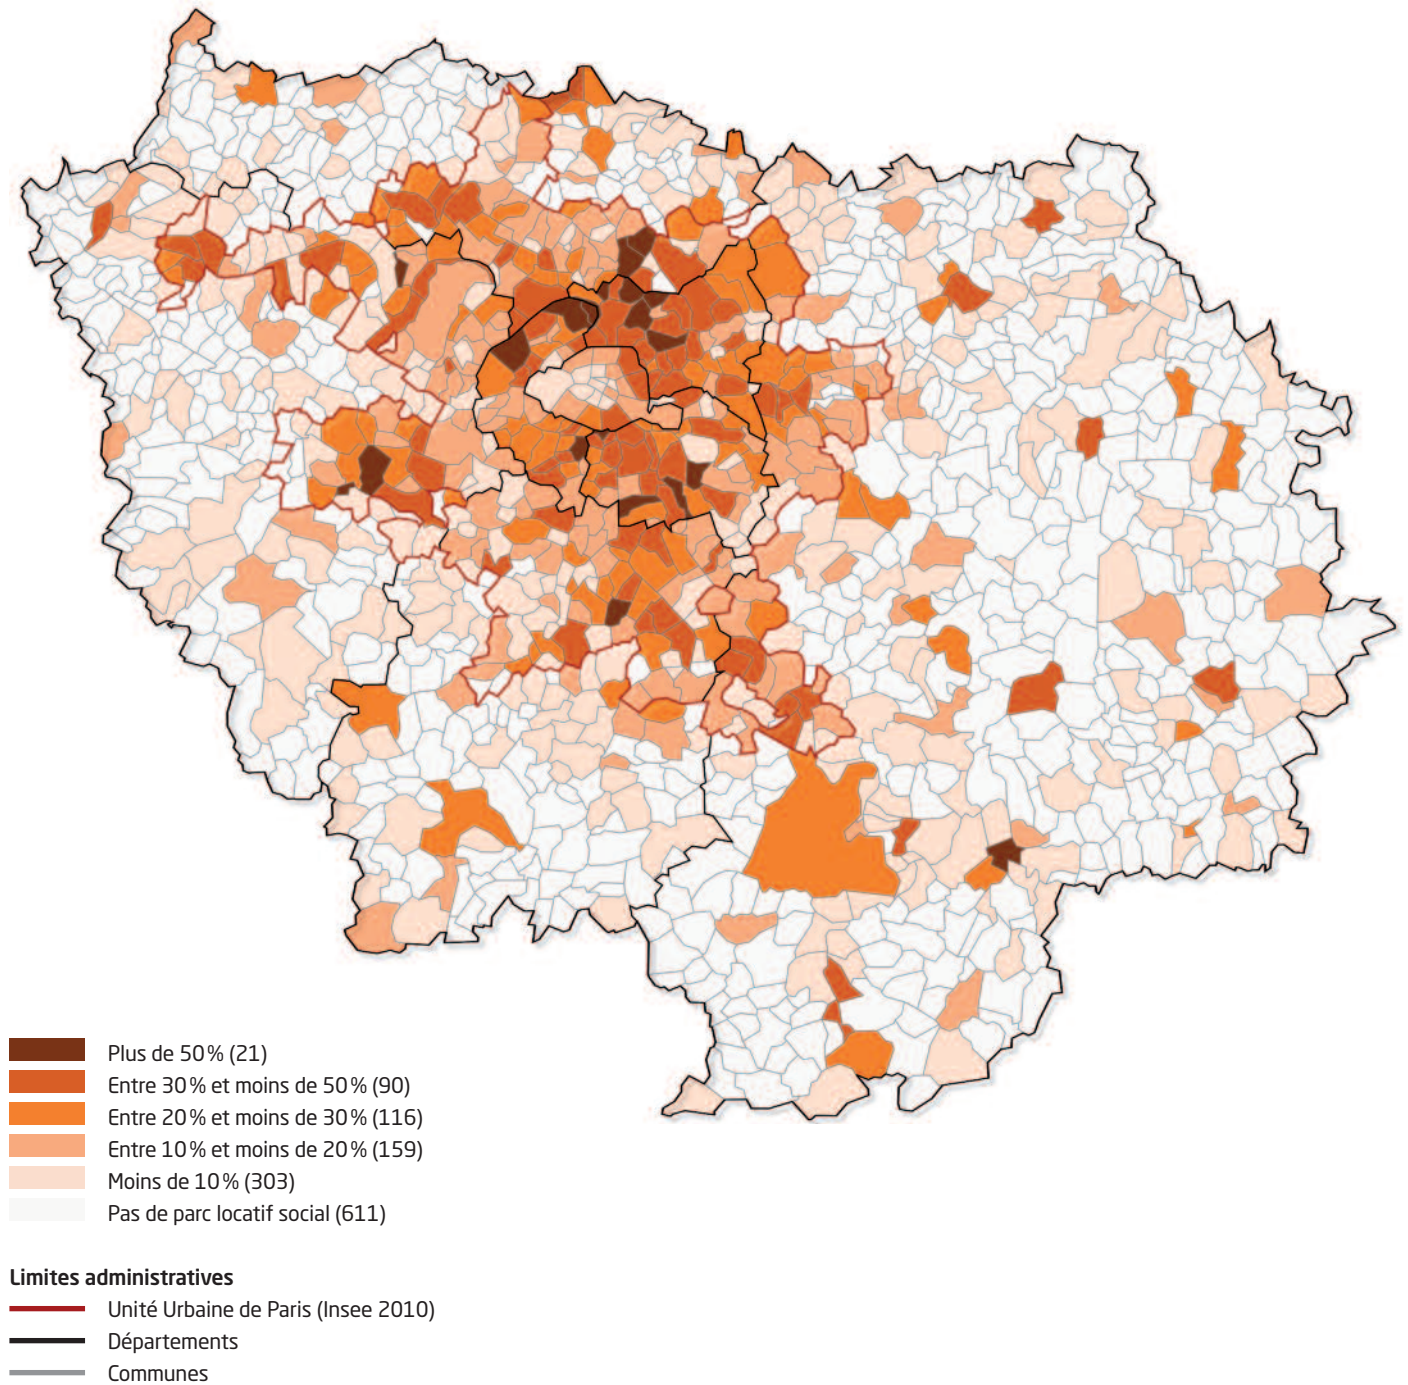 Plus de 50% (21)
Entre 30% et moins de 50% (90)
Entre 20% et moins de 30% (116)
Entre 10% et moins de 20% (159)
Moins de 10% (303)
Pas de parc locatif social (611)
Limites administratives
Unité Urbaine de Paris (Insee 2010)
Départements
Communes